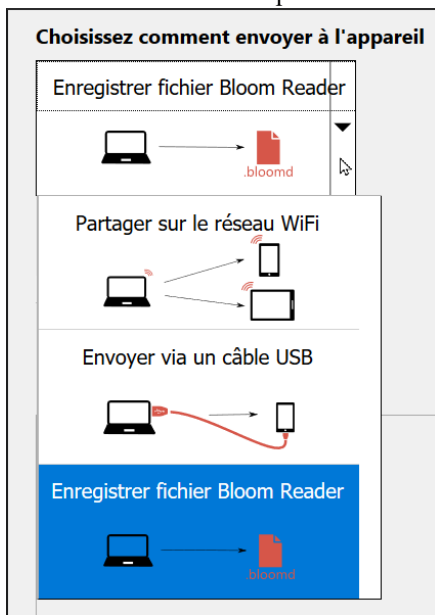 Choisissez comment envoyer à l'appareil
Enregistrer fichier Bloom Reader
.bloomd
Partager sur le réseau WiFi
Envoyer via un câble USB
Enregistrer fichier Bloom Reader
.bloomd